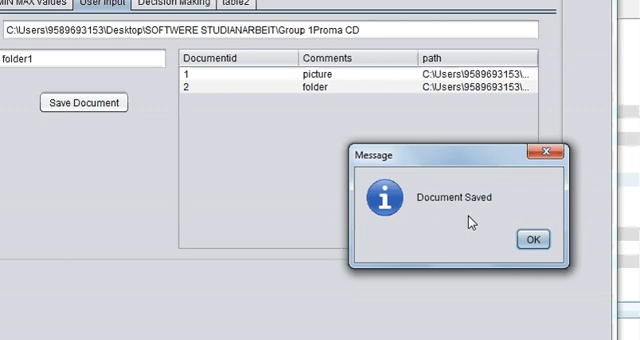 MIN MAX Values User Input Decision Making table2
C:\Users\9589693153\Desktop\SOFTWERE STUDIANARBEIT\Group 1Proma CD
folder1
Documentid Comments path
1 picture C:\Users\9589693153\...
2 folder C:\Users\9589693153\...
Save Document
Message
Document Saved
OK